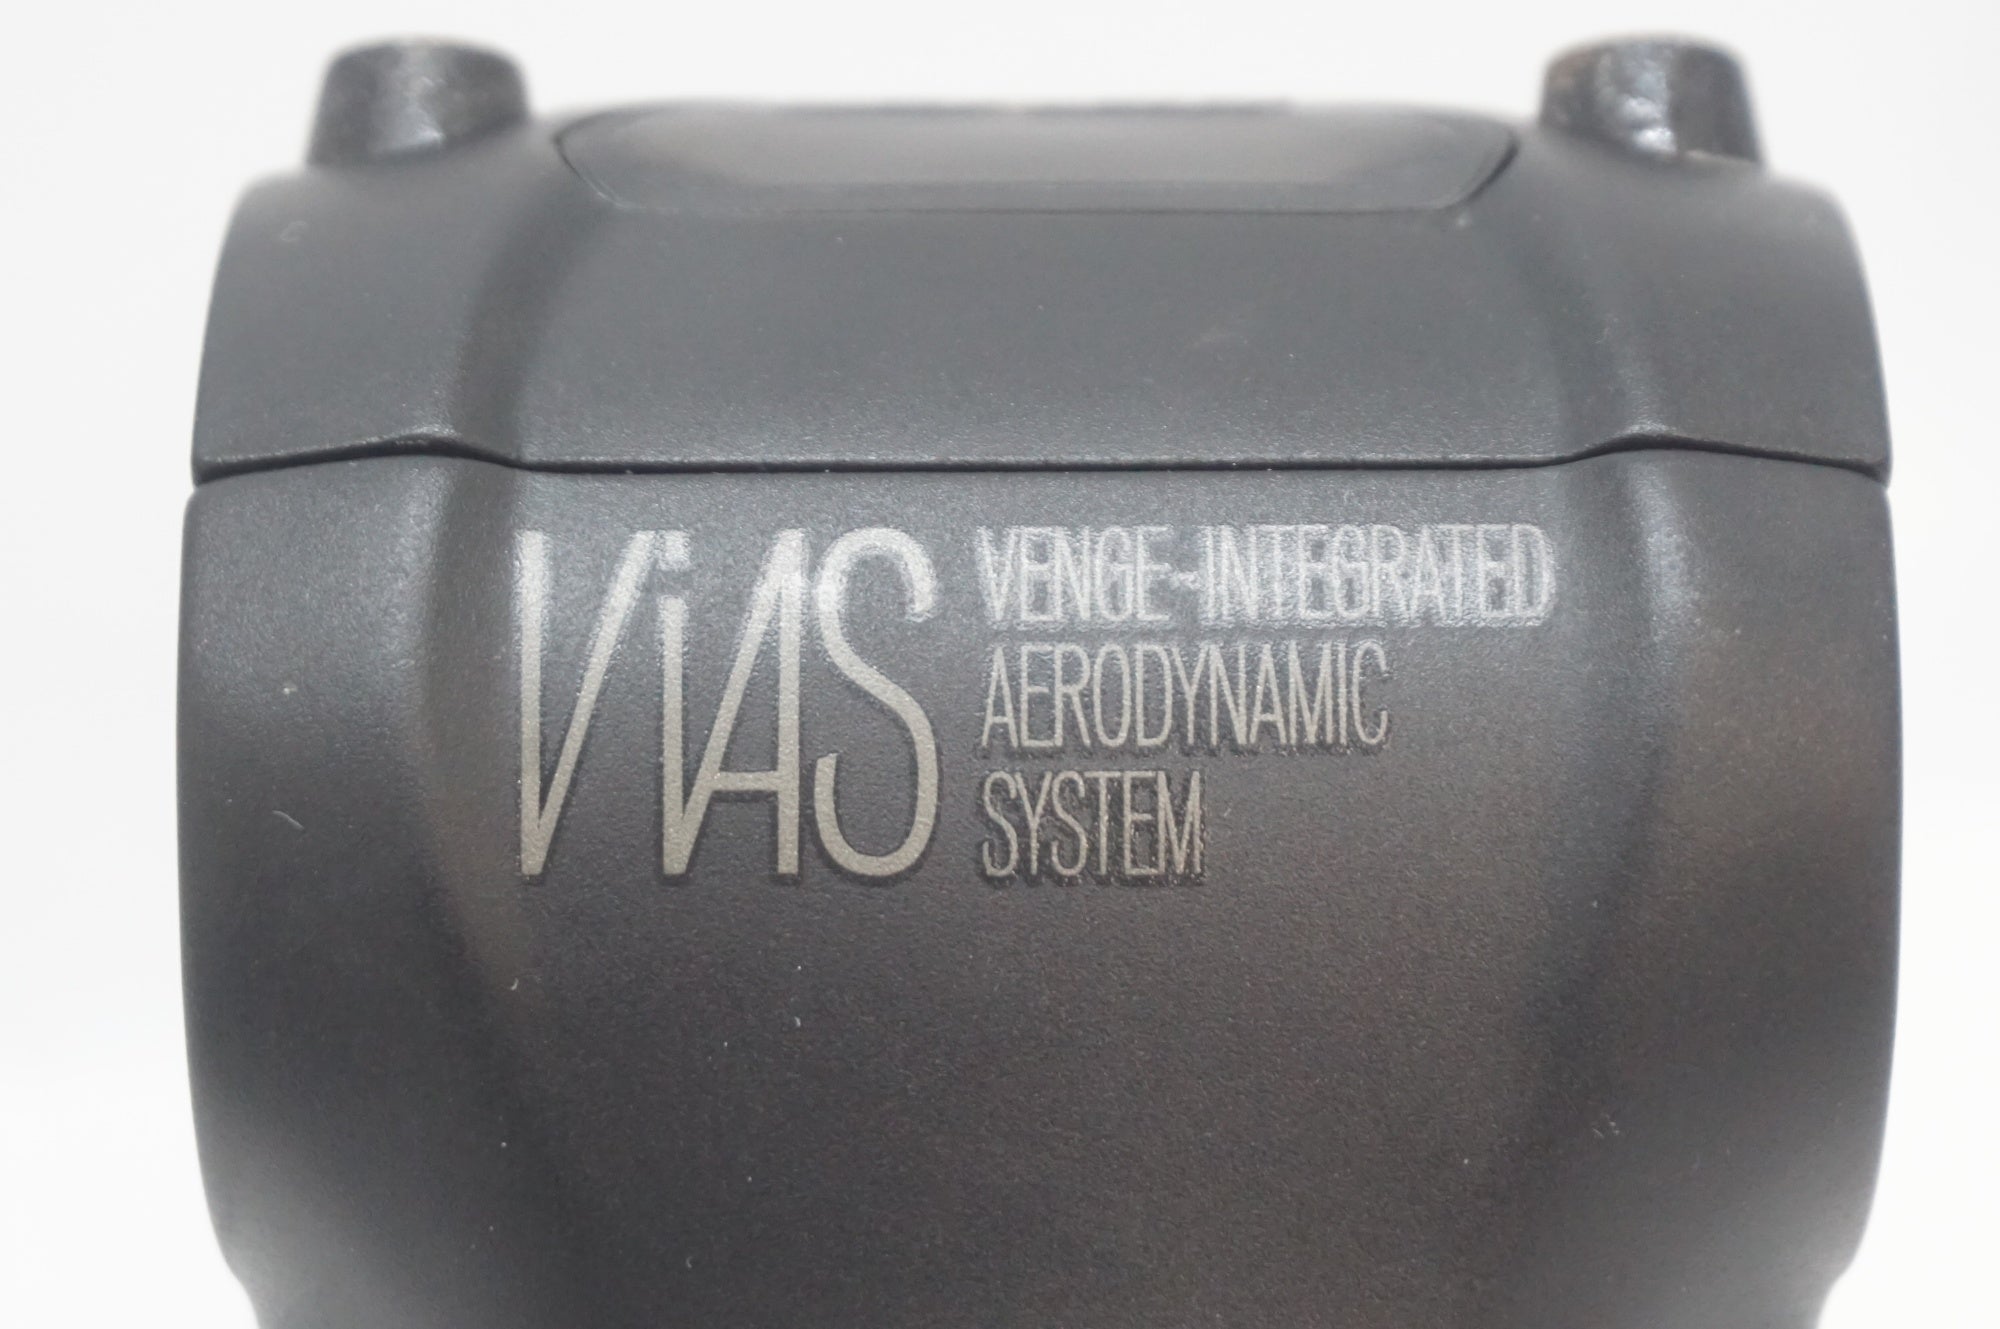 ViAS
VENGE-INTEGRATED
AERODYNAMIC
SYSTEM